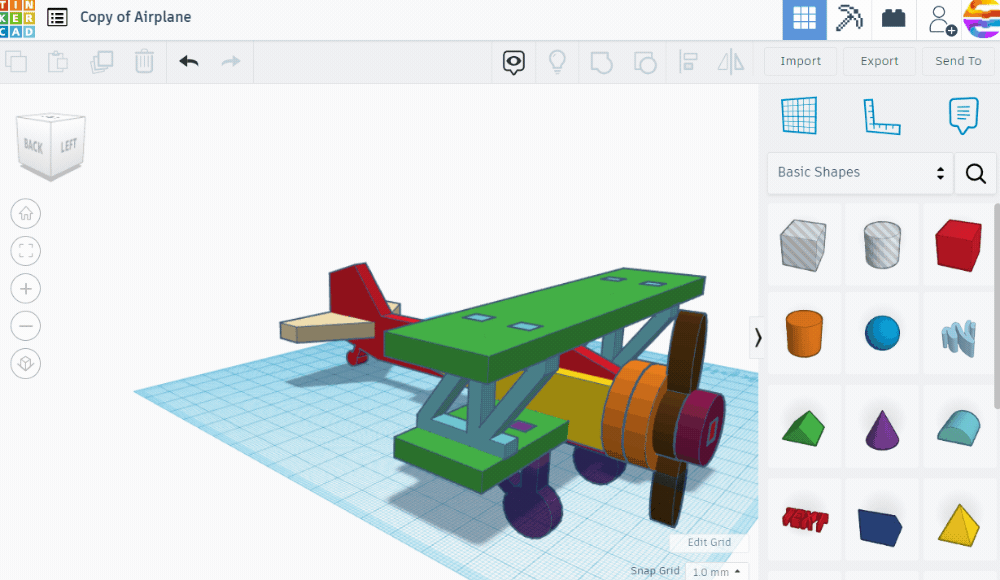 TIN
KER
CAD
Copy of Airplane
Import
Export
Send To
BACK
LEFT
Basic Shapes
TEXT
Edit Grid
Snap Grid
1.0 mm